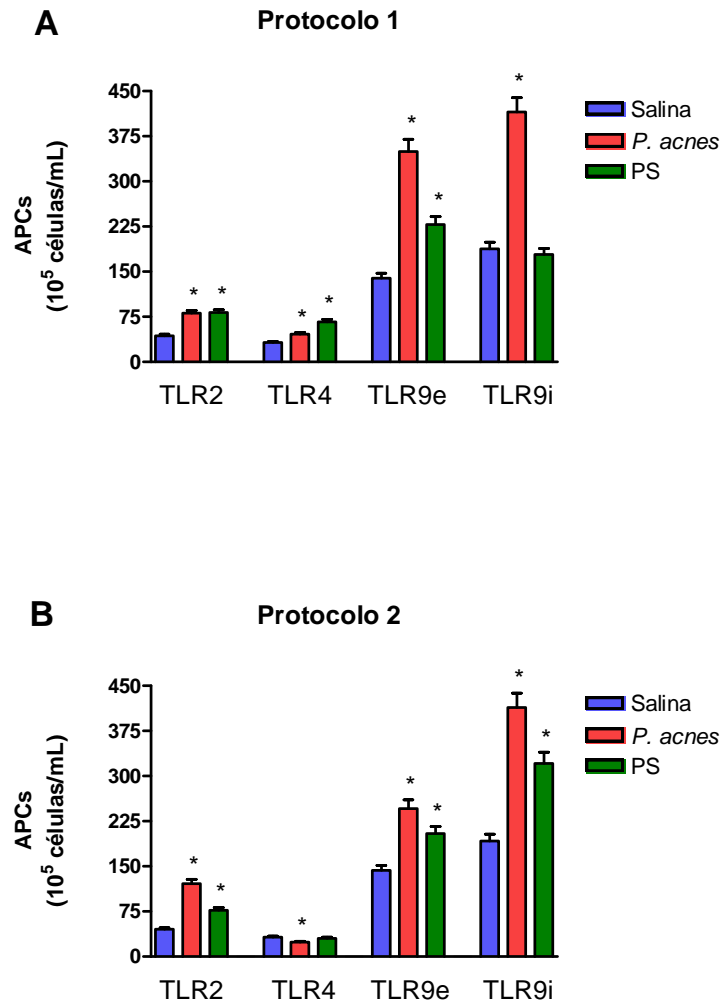 A
Protocolo 1
APCs
(10⁵ células/mL)
450
375
300
225
150
75
0
* * * * * * *
TLR2 TLR4 TLR9e TLR9i
Salina
P. acnes
PS
B
Protocolo 2
APCs
(10⁵ células/mL)
450
375
300
225
150
75
0
* * * * * * *
TLR2 TLR4 TLR9e TLR9i
Salina
P. acnes
PS